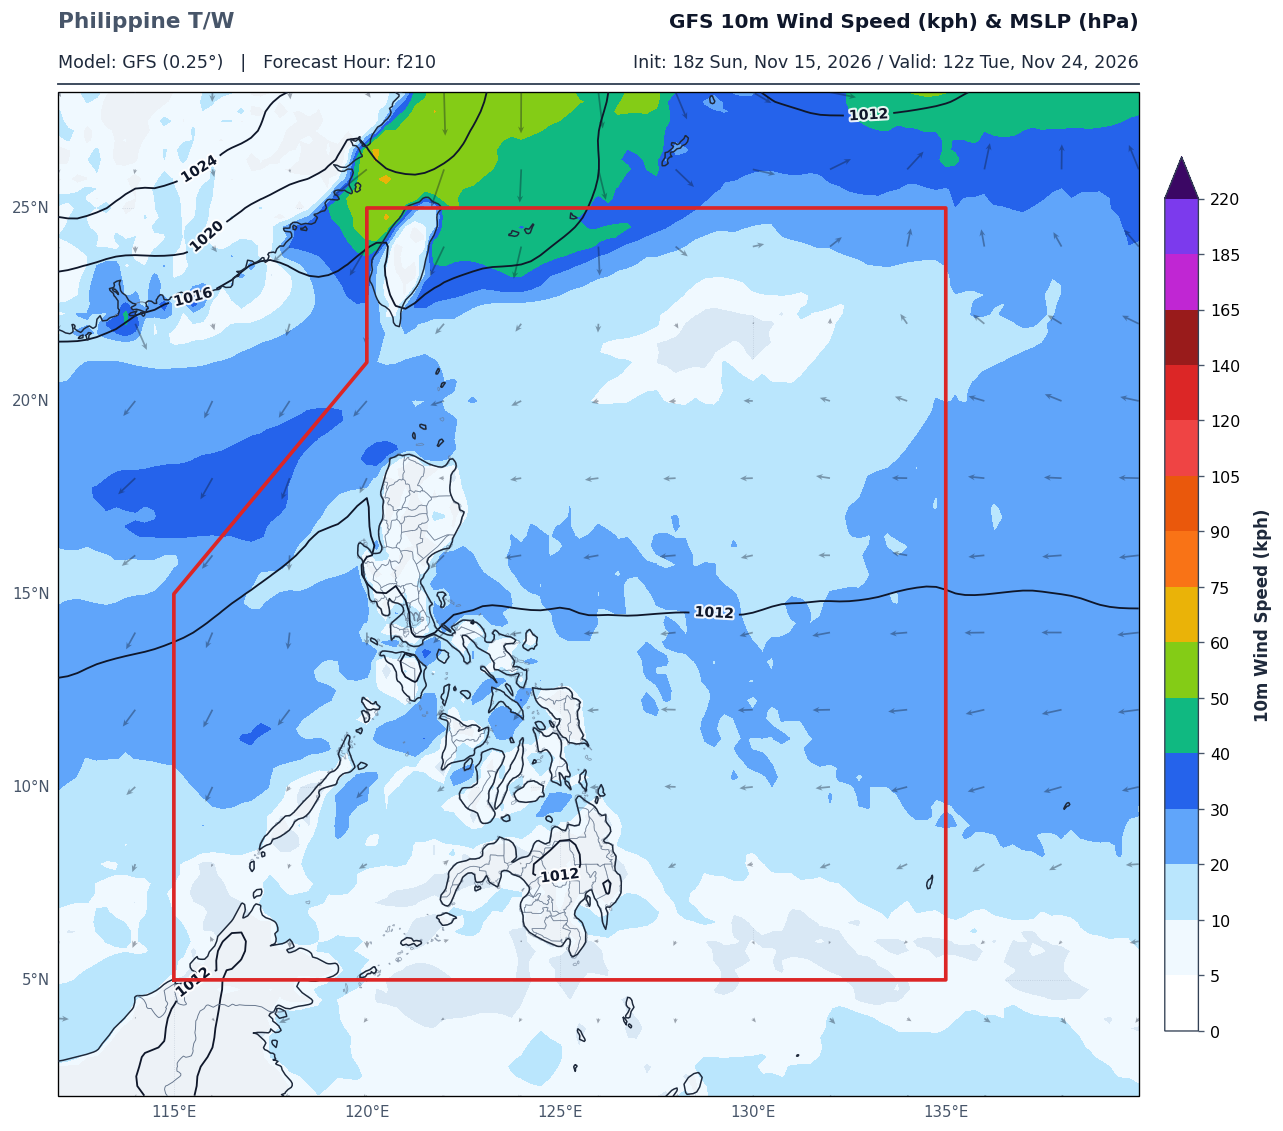 Philippine T/W
GFS 10m Wind Speed (kph) & MSLP (hPa)
Model: GFS (0.25°)   |   Forecast Hour: f210
Init: 18z Sun, Nov 15, 2026 / Valid: 12z Tue, Nov 24, 2026
1012
1024
1020
1016
1012
1012
1012
25°N
20°N
15°N
10°N
5°N
115°E
120°E
125°E
130°E
135°E
220
185
165
140
120
105
90
75
60
50
40
30
20
10
5
0
10m Wind Speed (kph)